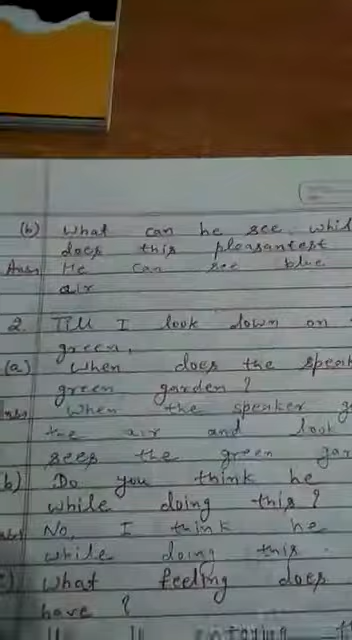 (b) What can he see while
does this pleasantest
Ans: He can see blue
air
2. Till I look down on
green,
(a) When does the speak
green garden?
Ans: When the speaker g
the air and look
sees the green gar
b) Do you think he
while doing this?
No, I think he
while doing this.
c) What feeling does
have?
enjoying